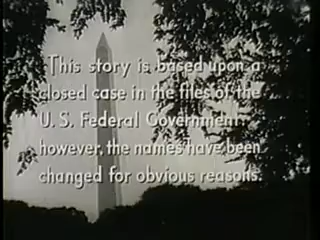 This story is based upon a
closed case in the files of the
U. S. Federal Government,
however, the names have been
changed for obvious reasons.